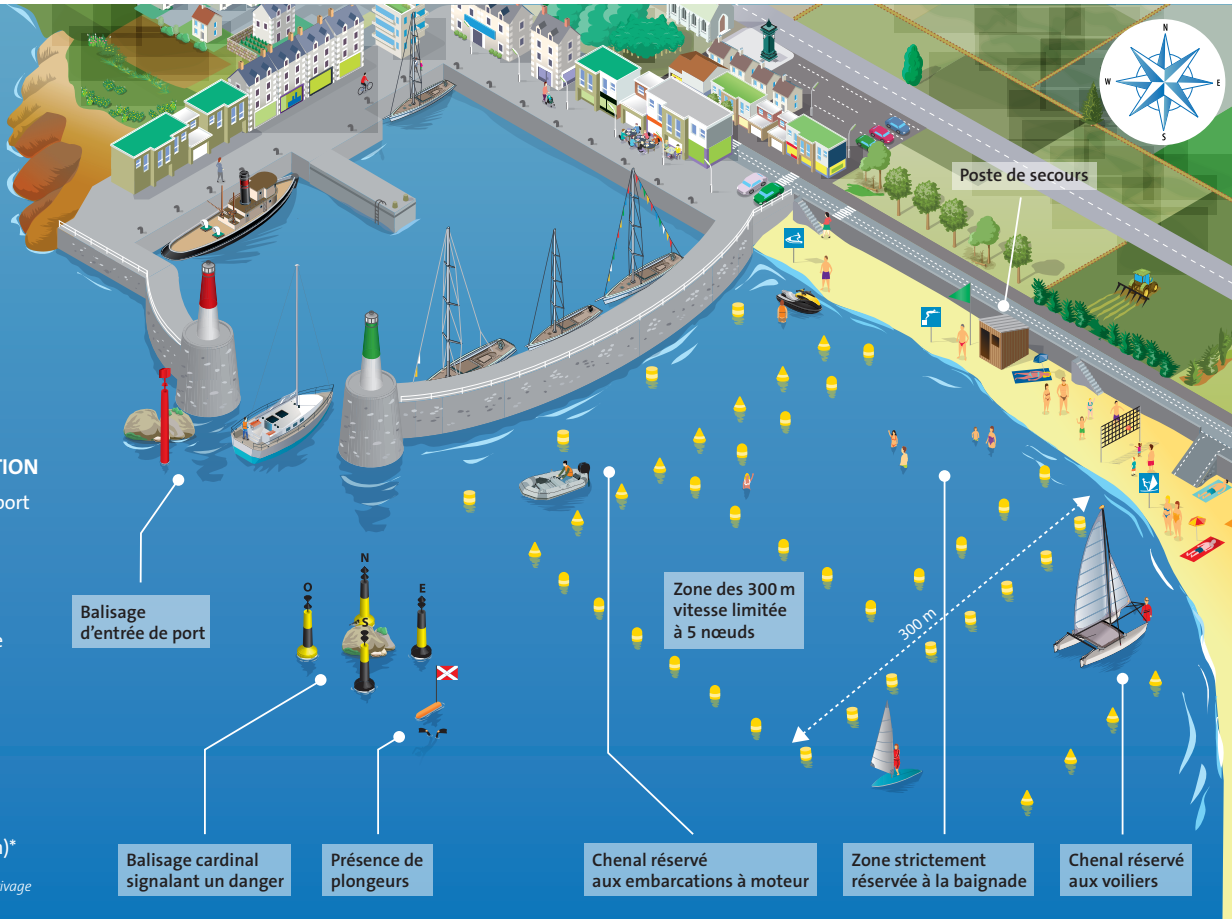 N
W
E
S
Poste de secours
TION
port
Balisage
d'entrée de port
O
N
E
S
Zone des 300 m
vitesse limitée
à 5 nœuds
300 m
e
)*
ivage
Balisage cardinal
signalant un danger
Présence de
plongeurs
Chenal réservé
aux embarcations à moteur
Zone strictement
réservée à la baignade
Chenal réservé
aux voiliers